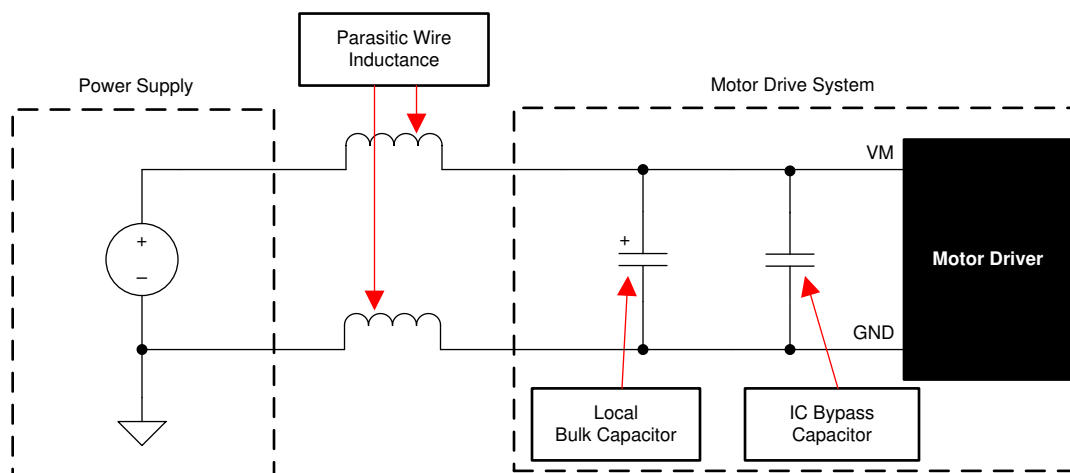 Parasitic Wire
Inductance
Power Supply
Motor Drive System
VM
+
+
–
Motor Driver
GND
Local
Bulk Capacitor
IC Bypass
Capacitor